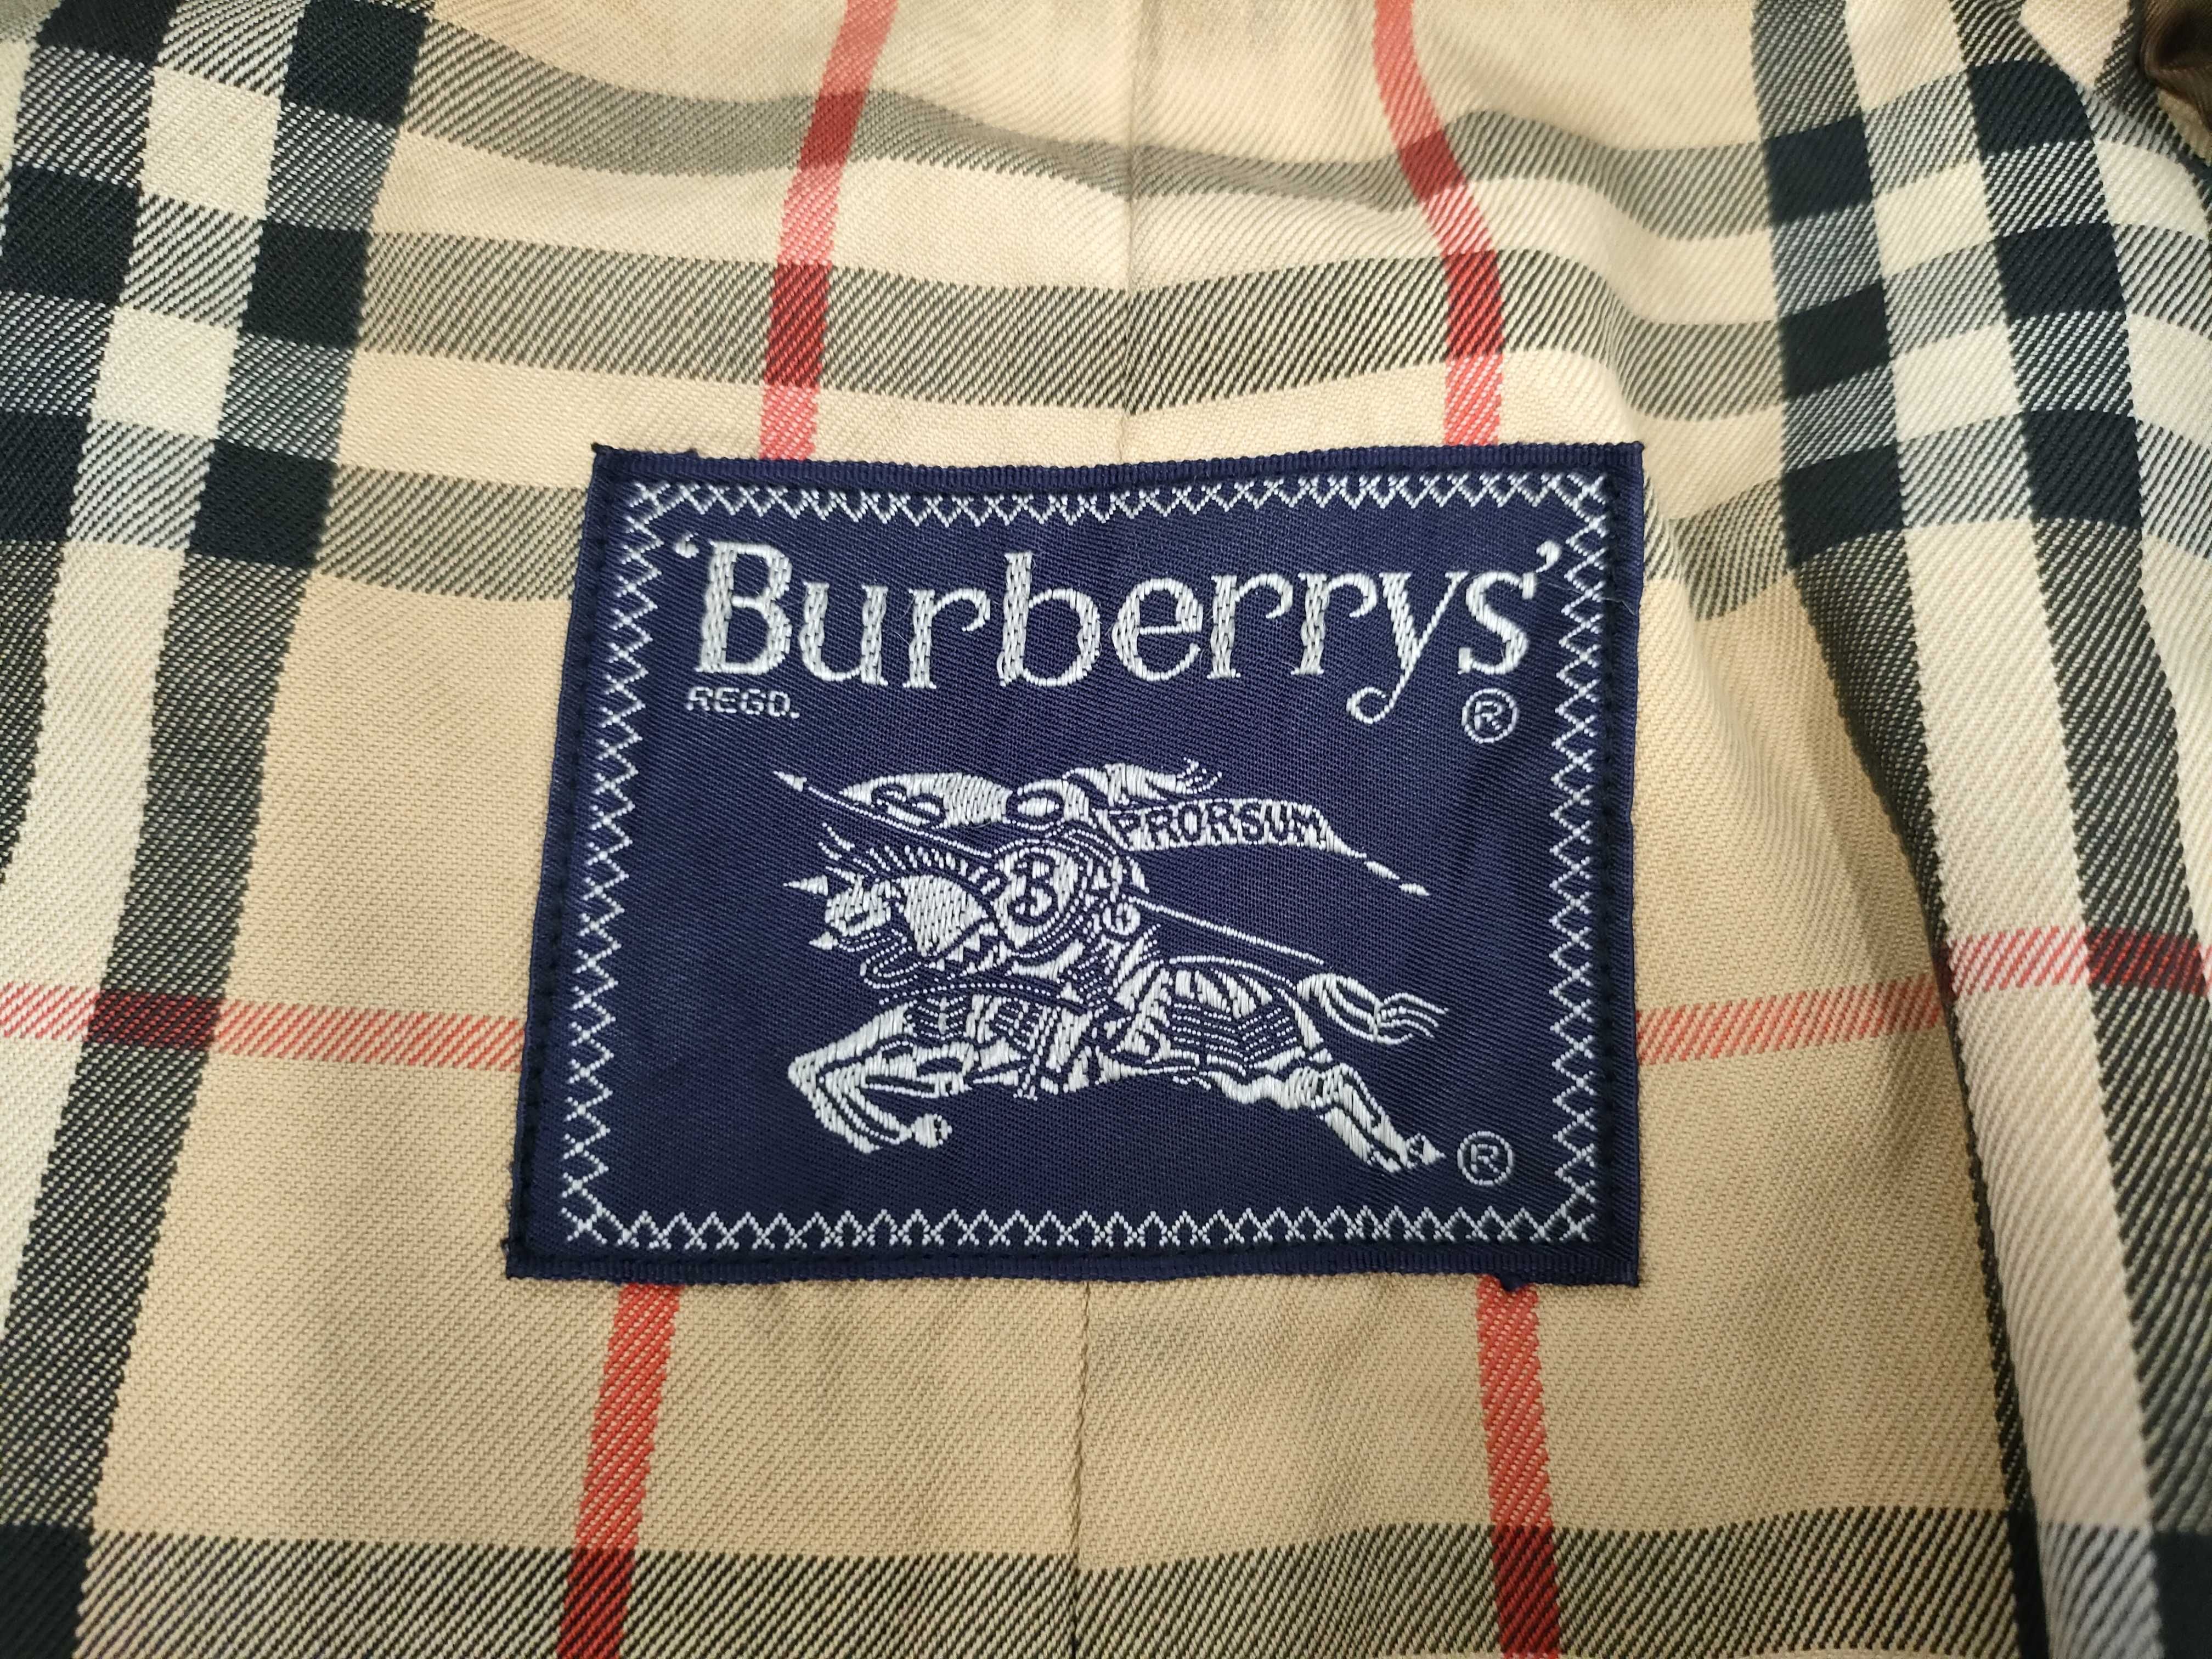 ‘Burberrys’
REGD. ®
PRORSUM
B
®